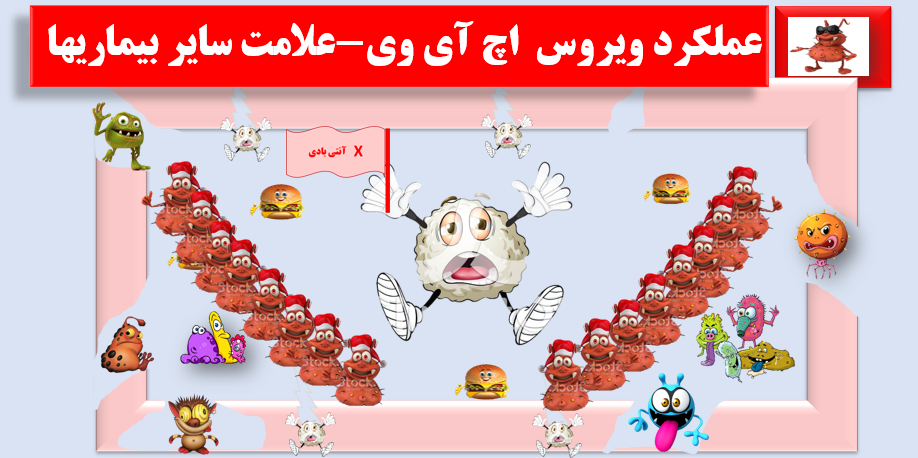 عملکرد ویروس اچ آی وی-علامت سایر بیماریها
X آنتی بادی